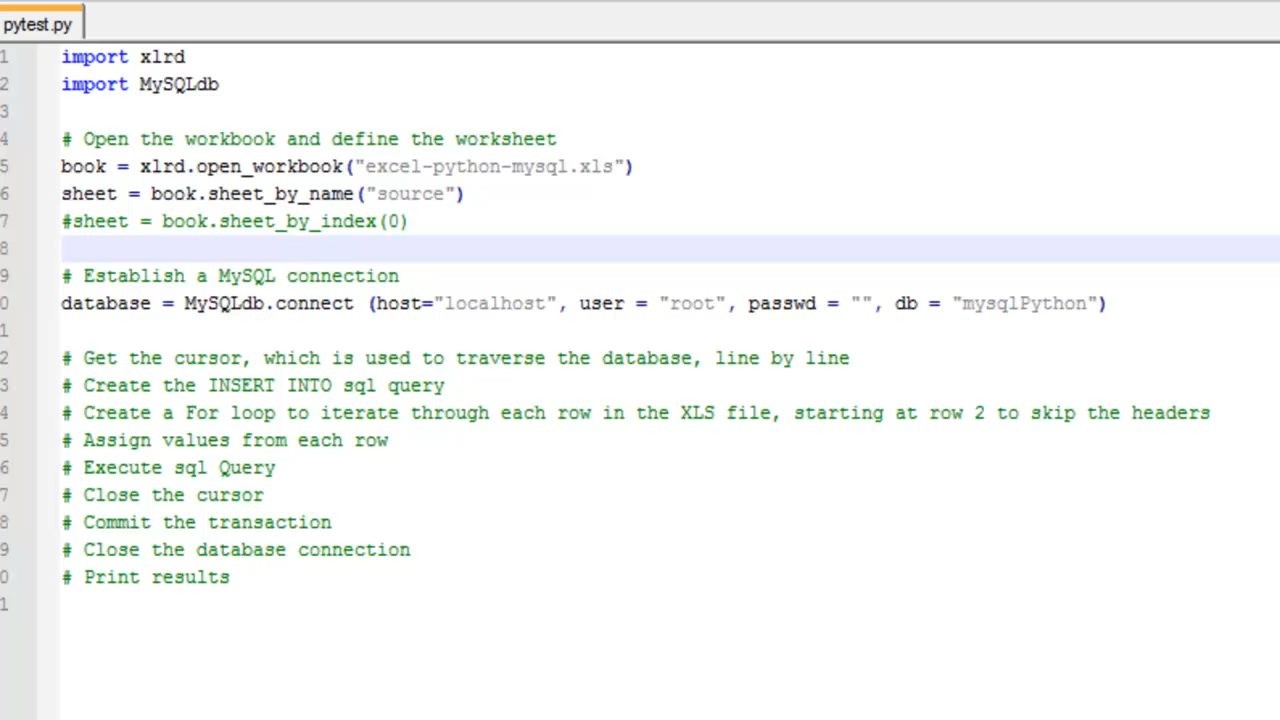 pytest.py
1 import xlrd
2 import MySQLdb
3
4 # Open the workbook and define the worksheet
5 book = xlrd.open_workbook("excel-python-mysql.xls")
6 sheet = book.sheet_by_name("source")
7 #sheet = book.sheet_by_index(0)
8
9 # Establish a MySQL connection
0 database = MySQLdb.connect (host="localhost", user = "root", passwd = "", db = "mysqlPython")
1
2 # Get the cursor, which is used to traverse the database, line by line
3 # Create the INSERT INTO sql query
4 # Create a For loop to iterate through each row in the XLS file, starting at row 2 to skip the headers
5 # Assign values from each row
6 # Execute sql Query
7 # Close the cursor
8 # Commit the transaction
9 # Close the database connection
0 # Print results
1